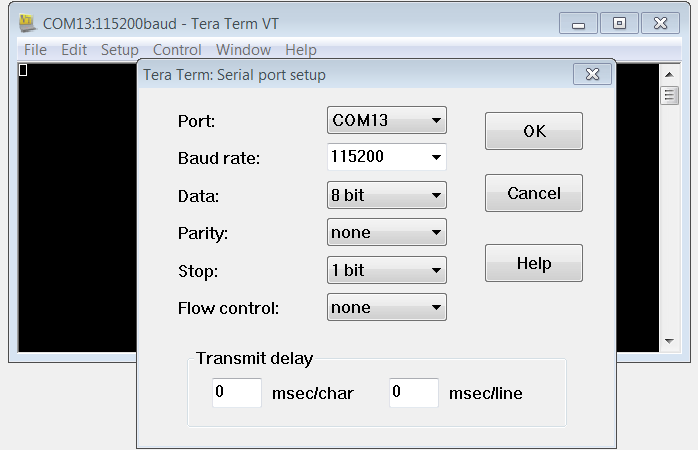 COM13:115200baud - Tera Term VT
File Edit Setup Control Window Help
Tera Term: Serial port setup
Port: COM13 OK
Baud rate: 115200
Data: 8 bit Cancel
Parity: none
Stop: 1 bit Help
Flow control: none
Transmit delay
0 msec/char 0 msec/line